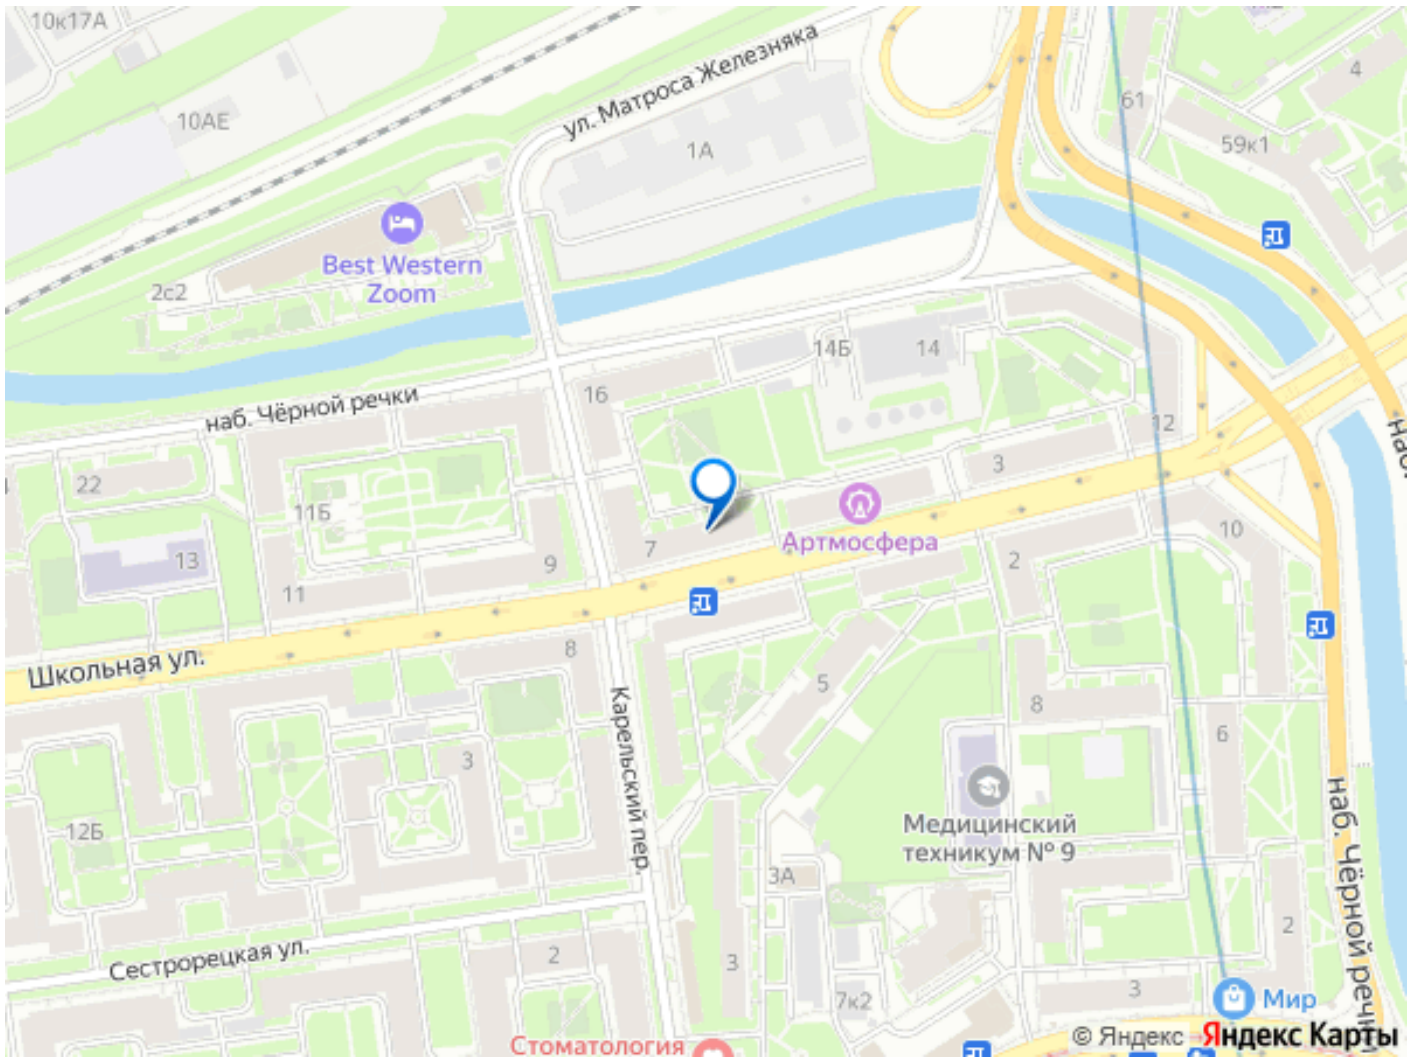 10к17А
ул. Матроса Железняка
4
61
10АЕ
1А
59к1
Best Western
Zoom
2с2
14Б
14
16
наб. Чёрной речки
12
22
3
11Б
7
Артмосфера
10
13
9
2
11
8
Школьная ул.
5
Карельский пер.
8
6
3
12Б
Медицинский
техникум № 9
наб. Чёрной речки
3А
2
Сестрорецкая ул.
2
3
7к2
3
Мир
Стоматология
© Яндекс
Яндекс Карты